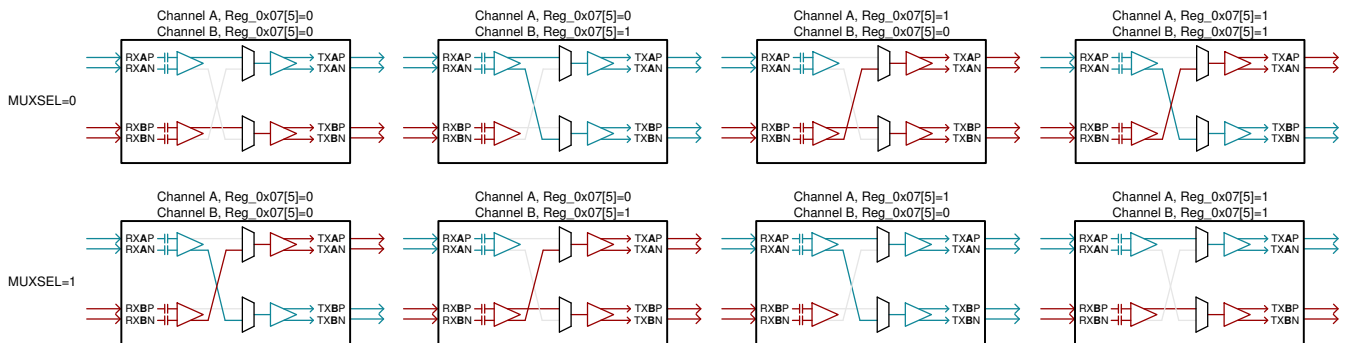 Channel A, Reg_0x07[5]=0
Channel B, Reg_0x07[5]=0
Channel A, Reg_0x07[5]=0
Channel B, Reg_0x07[5]=1
Channel A, Reg_0x07[5]=1
Channel B, Reg_0x07[5]=0
Channel A, Reg_0x07[5]=1
Channel B, Reg_0x07[5]=1
MUXSEL=0
RXAP TXAP
RXAN TXAN
RXBP TXBP
RXBN TXBN
RXAP TXAP
RXAN TXAN
RXBP TXBP
RXBN TXBN
RXAP TXAP
RXAN TXAN
RXBP TXBP
RXBN TXBN
RXAP TXAP
RXAN TXAN
RXBP TXBP
RXBN TXBN
Channel A, Reg_0x07[5]=0
Channel B, Reg_0x07[5]=0
Channel A, Reg_0x07[5]=0
Channel B, Reg_0x07[5]=1
Channel A, Reg_0x07[5]=1
Channel B, Reg_0x07[5]=0
Channel A, Reg_0x07[5]=1
Channel B, Reg_0x07[5]=1
MUXSEL=1
RXAP TXAP
RXAN TXAN
RXBP TXBP
RXBN TXBN
RXAP TXAP
RXAN TXAN
RXBP TXBP
RXBN TXBN
RXAP TXAP
RXAN TXAN
RXBP TXBP
RXBN TXBN
RXAP TXAP
RXAN TXAN
RXBP TXBP
RXBN TXBN